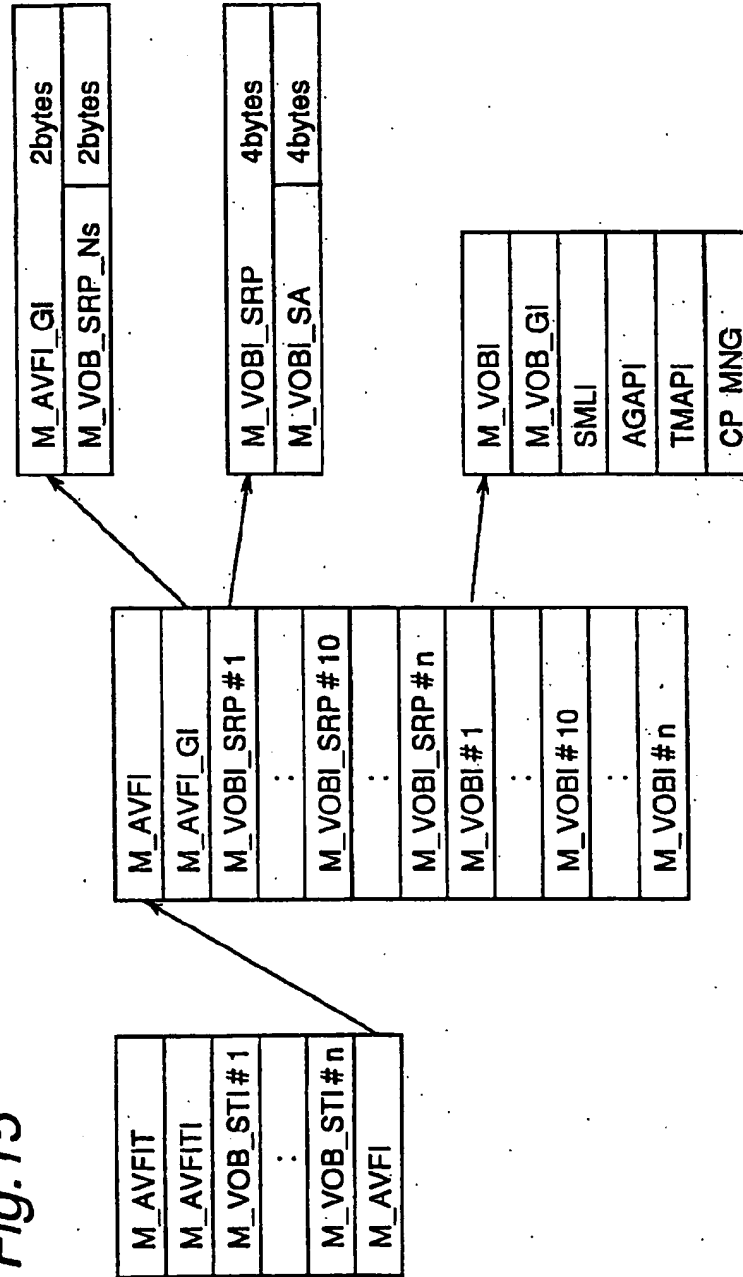 Fig.15
M_AVFIT
M_AVFITI
M_VOB_STI#1
:
M_VOB_STI#n
M_AVFI
M_AVFI
M_AVFI_GI
M_VOBI_SRP#1
:
M_VOBI_SRP#10
:
M_VOBI_SRP#n
M_VOBI#1
:
M_VOBI#10
:
M_VOBI#n
M_AVFI_GI 2bytes
M_VOB_SRP_Ns 2bytes
M_VOBI_SRP 4bytes
M_VOBI_SA 4bytes
M_VOBI
M_VOB_GI
SMLI
AGAPI
TMAPI
CP_MNG